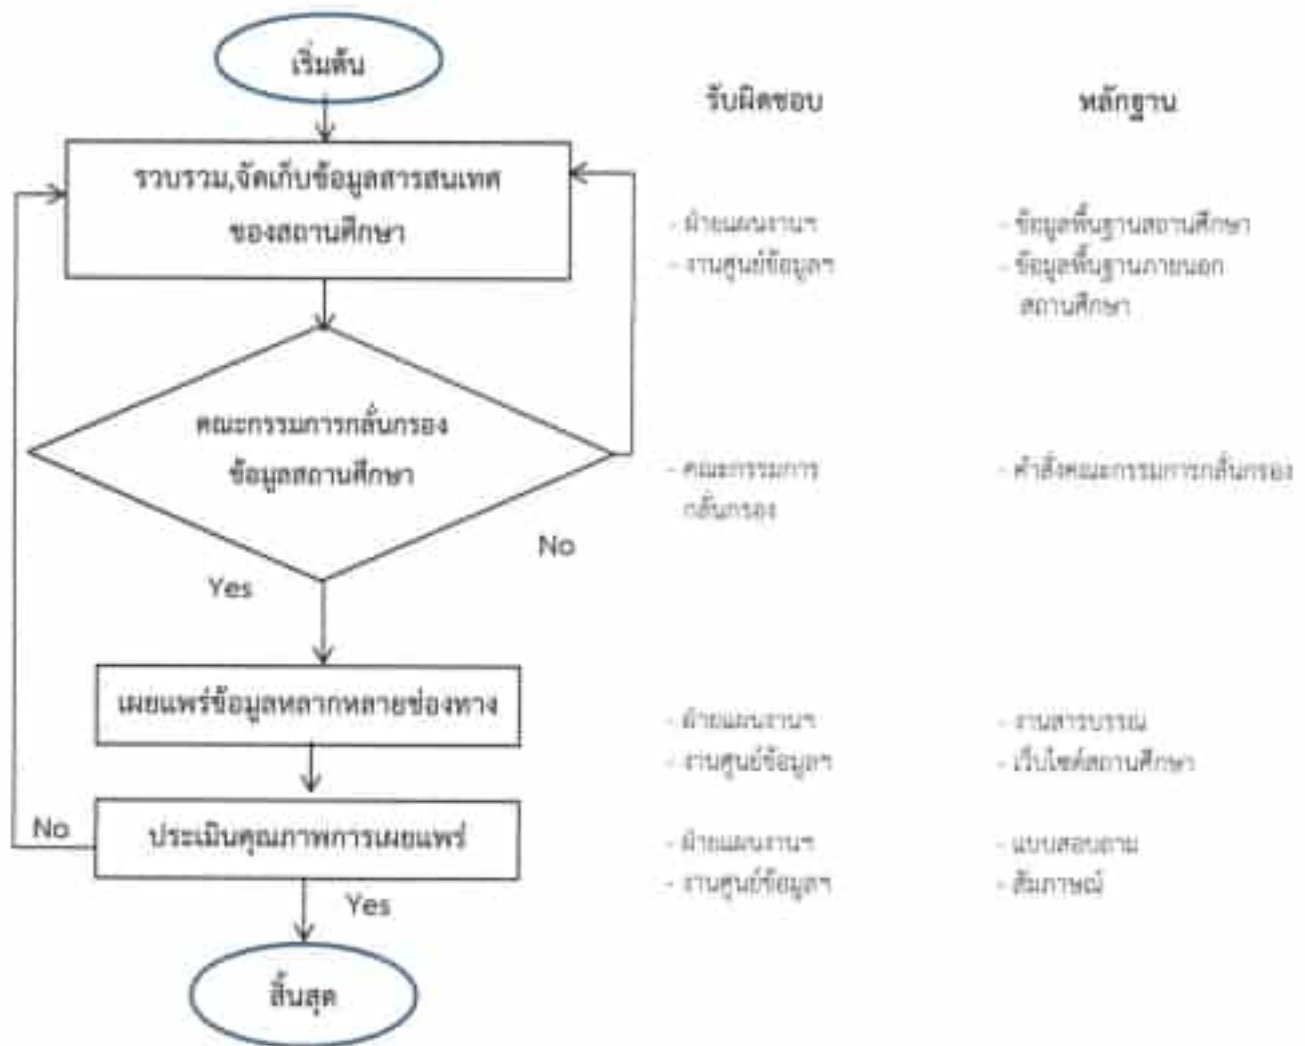 เริ่มต้น
รับผิดชอบ
หลักฐาน
รวบรวม,จัดเก็บข้อมูลสารสนเทศ
ของสถานศึกษา
- ฝ่ายแผนงานฯ
- งานศูนย์ข้อมูลฯ
- ข้อมูลพื้นฐานสถานศึกษา
- ข้อมูลพื้นฐานภายนอก
สถานศึกษา
คณะกรรมการกลั่นกรอง
ข้อมูลสถานศึกษา
- คณะกรรมการ
กลั่นกรอง
- คำสั่งคณะกรรมการกลั่นกรอง
No
Yes
เผยแพร่ข้อมูลหลากหลายช่องทาง
- ฝ่ายแผนงานฯ
- งานศูนย์ข้อมูลฯ
- งานสารบรรณ
- เว็บไซต์สถานศึกษา
No
ประเมินคุณภาพการเผยแพร่
- ฝ่ายแผนงานฯ
- งานศูนย์ข้อมูลฯ
- แบบสอบถาม
- สัมภาษณ์
Yes
สิ้นสุด